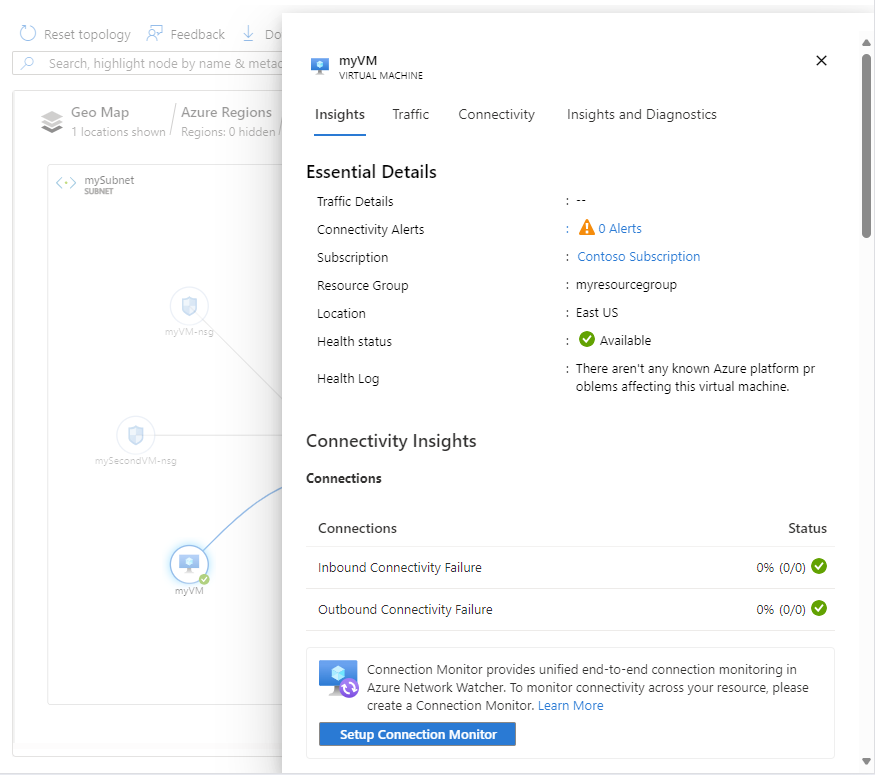 Reset topology Feedback Do
Search, highlight node by name & metad
Geo Map
1 locations shown
Azure Regions
Regions: 0 hidden
mySubnet
SUBNET
myVM-nsg
mySecondVM-nsg
myVM
myVM
VIRTUAL MACHINE
Insights Traffic Connectivity Insights and Diagnostics
Essential Details
Traffic Details : --
Connectivity Alerts : 0 Alerts
Subscription : Contoso Subscription
Resource Group : myresourcegroup
Location : East US
Health status : Available
Health Log : There aren't any known Azure platform pr
oblems affecting this virtual machine.
Connectivity Insights
Connections
Connections Status
Inbound Connectivity Failure 0% (0/0)
Outbound Connectivity Failure 0% (0/0)
Connection Monitor provides unified end-to-end connection monitoring in
Azure Network Watcher. To monitor connectivity across your resource, please
create a Connection Monitor. Learn More
Setup Connection Monitor